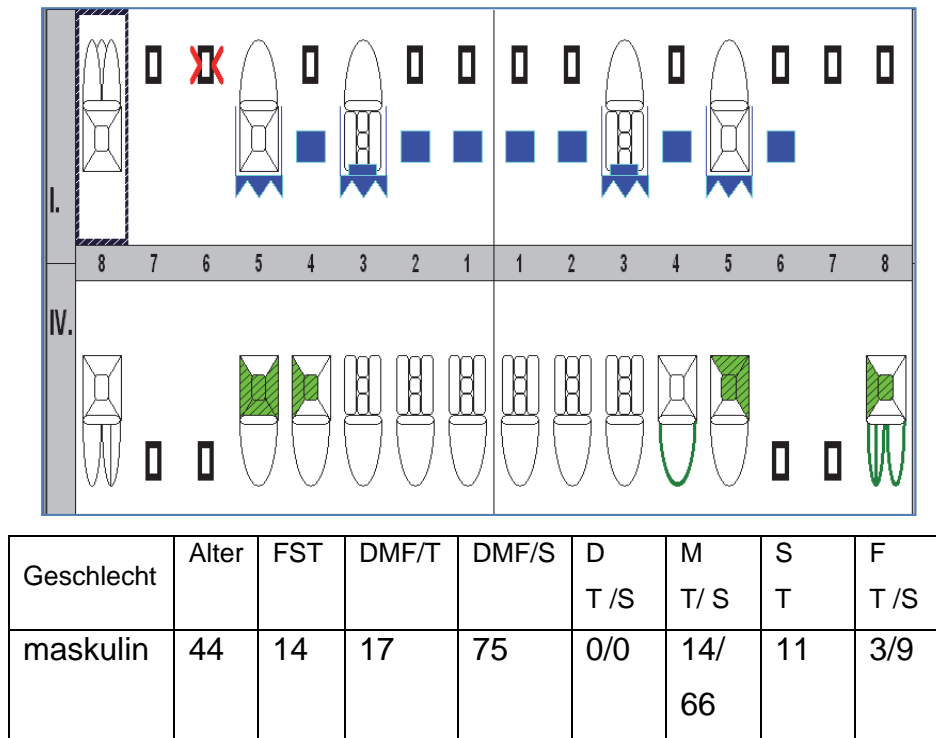 I.
8 7 6 5 4 3 2 1 1 2 3 4 5 6 7 8
IV.
Geschlecht Alter FST DMF/T DMF/S D T /S M T/ S S T F T /S
maskulin 44 14 17 75 0/0 14/ 66 11 3/9